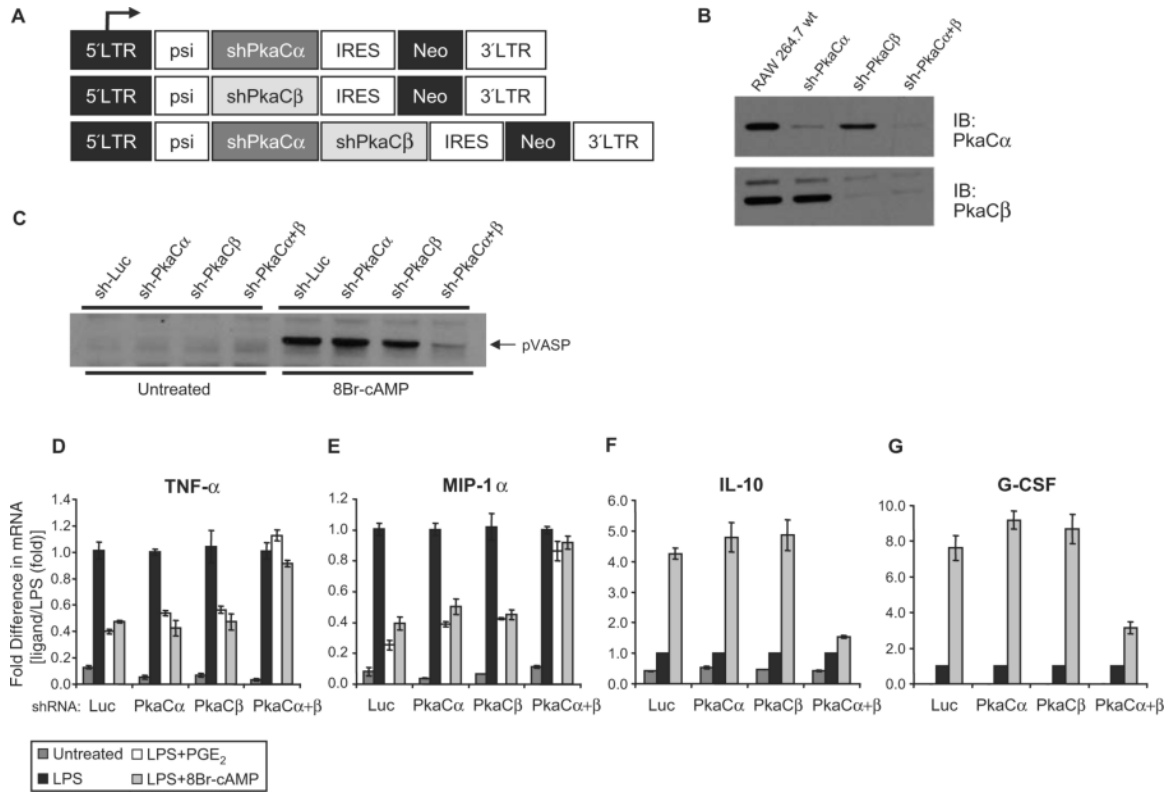 A
5′LTR psi shPkaCα IRES Neo 3′LTR
5′LTR psi shPkaCβ IRES Neo 3′LTR
5′LTR psi shPkaCα shPkaCβ IRES Neo 3′LTR
B
RAW 264.7 wt sh-PkaCα sh-PkaCβ sh-PkaCα+β
IB:
PkaCα
IB:
PkaCβ
C
sh-Luc sh-PkaCα sh-PkaCβ sh-PkaCα+β sh-Luc sh-PkaCα sh-PkaCβ sh-PkaCα+β
pVASP
Untreated 8Br-cAMP
D
TNF-α
Fold Difference in mRNA
[ligand/LPS (fold)]
1.4
1.2
1.0
0.8
0.6
0.4
0.2
0.0
shRNA: Luc PkaCα PkaCβ PkaCα+β
E
MIP-1 α
1.2
1.0
0.8
0.6
0.4
0.2
0.0
Luc PkaCα PkaCβ PkaCα+β
F
IL-10
6.0
5.0
4.0
3.0
2.0
1.0
0.0
Luc PkaCα PkaCβ PkaCα+β
G
G-CSF
10.0
8.0
6.0
4.0
2.0
0.0
Luc PkaCα PkaCβ PkaCα+β
Untreated LPS+PGE₂
LPS LPS+8Br-cAMP